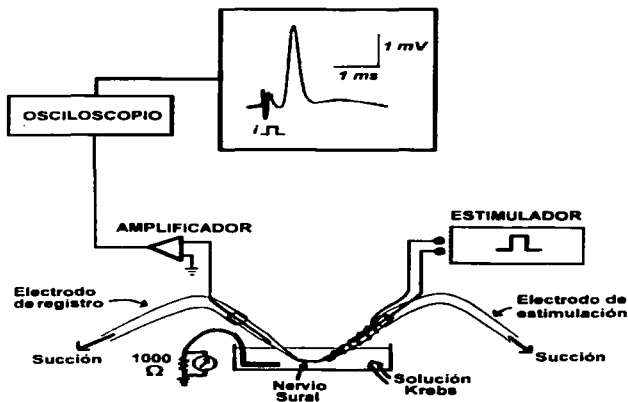 1 mV
1 ms
i
OSCILOSCOPIO
AMPLIFICADOR
ESTIMULADOR
Electrodo
de registro
Electrodo de
estimulación
Succión
1000
Ω
Nervio
Sural
Solución
Krebs
Succión